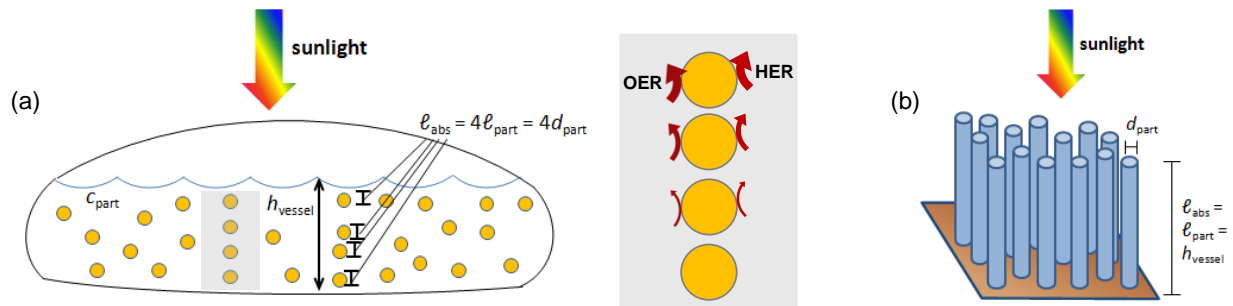 sunlight
(a)
ℓabs = 4ℓpart = 4dpart
cpart
hvessel
OER
HER
sunlight
(b)
dpart
ℓabs =
ℓpart =
hvessel